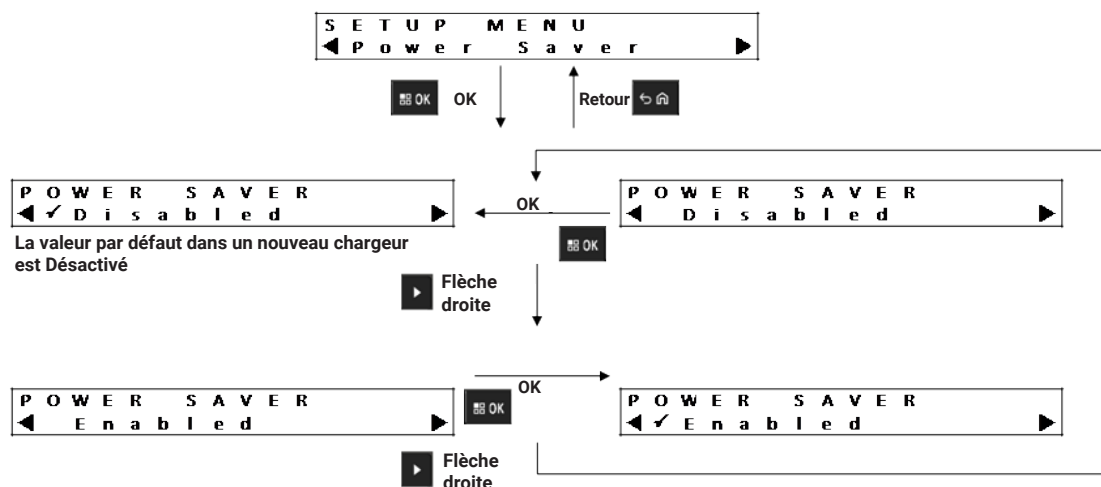 SETUP MENU
Power Saver
OK
OK
Retour
POWER SAVER
✓Disabled
La valeur par défaut dans un nouveau chargeur
est Désactivé
OK
OK
POWER SAVER
Disabled
Flèche
droite
POWER SAVER
Enabled
OK
OK
POWER SAVER
✓Enabled
Flèche
droite